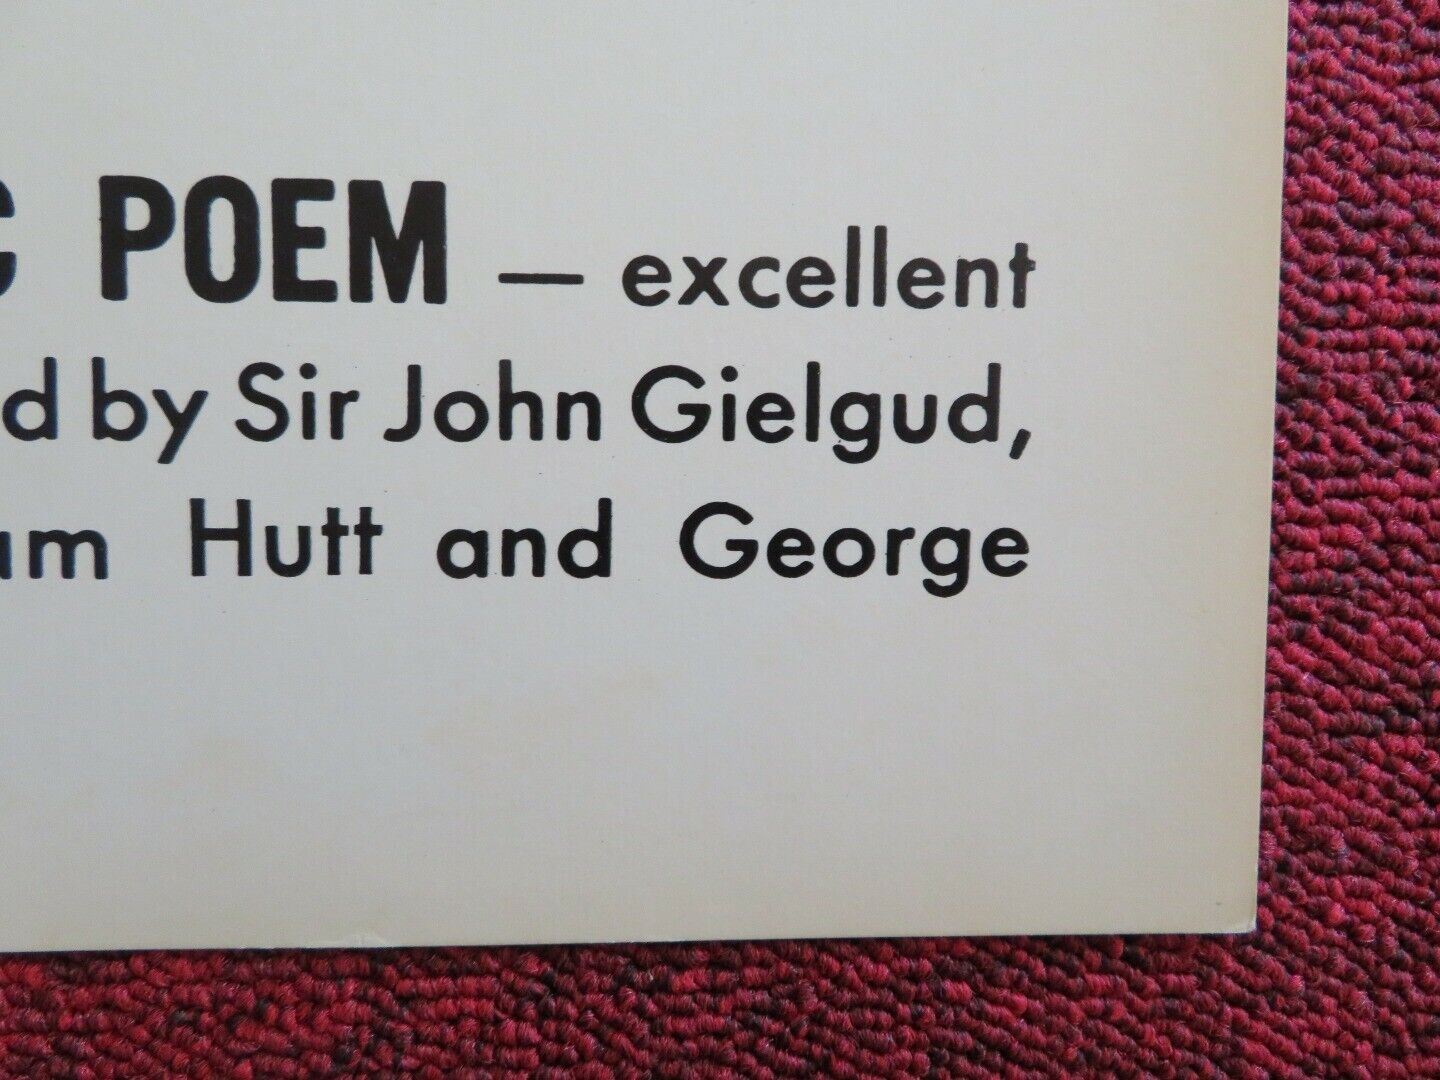 POEM — excellent
by Sir John Gielgud,
Hutt and George